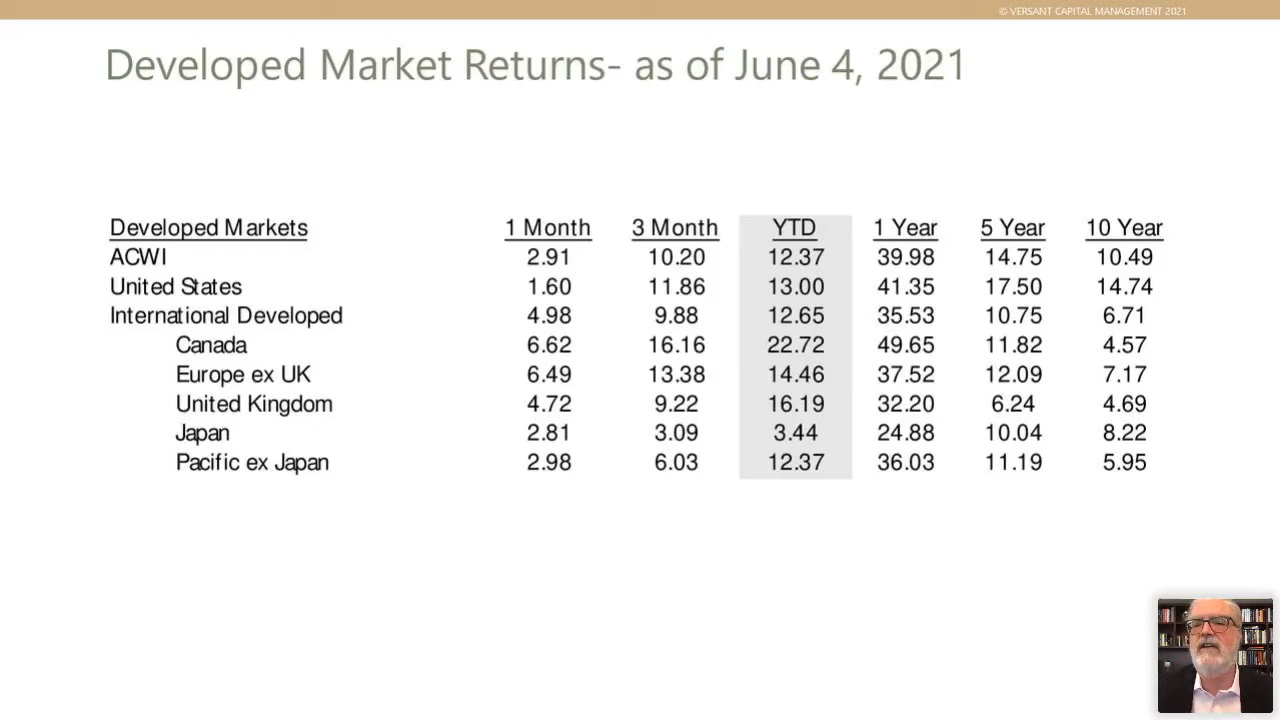 © VERSANT CAPITAL MANAGEMENT 2021
Developed Market Returns- as of June 4, 2021
Developed Markets 1 Month 3 Month YTD 1 Year 5 Year 10 Year
ACWI 2.91 10.20 12.37 39.98 14.75 10.49
United States 1.60 11.86 13.00 41.35 17.50 14.74
International Developed 4.98 9.88 12.65 35.53 10.75 6.71
Canada 6.62 16.16 22.72 49.65 11.82 4.57
Europe ex UK 6.49 13.38 14.46 37.52 12.09 7.17
United Kingdom 4.72 9.22 16.19 32.20 6.24 4.69
Japan 2.81 3.09 3.44 24.88 10.04 8.22
Pacific ex Japan 2.98 6.03 12.37 36.03 11.19 5.95